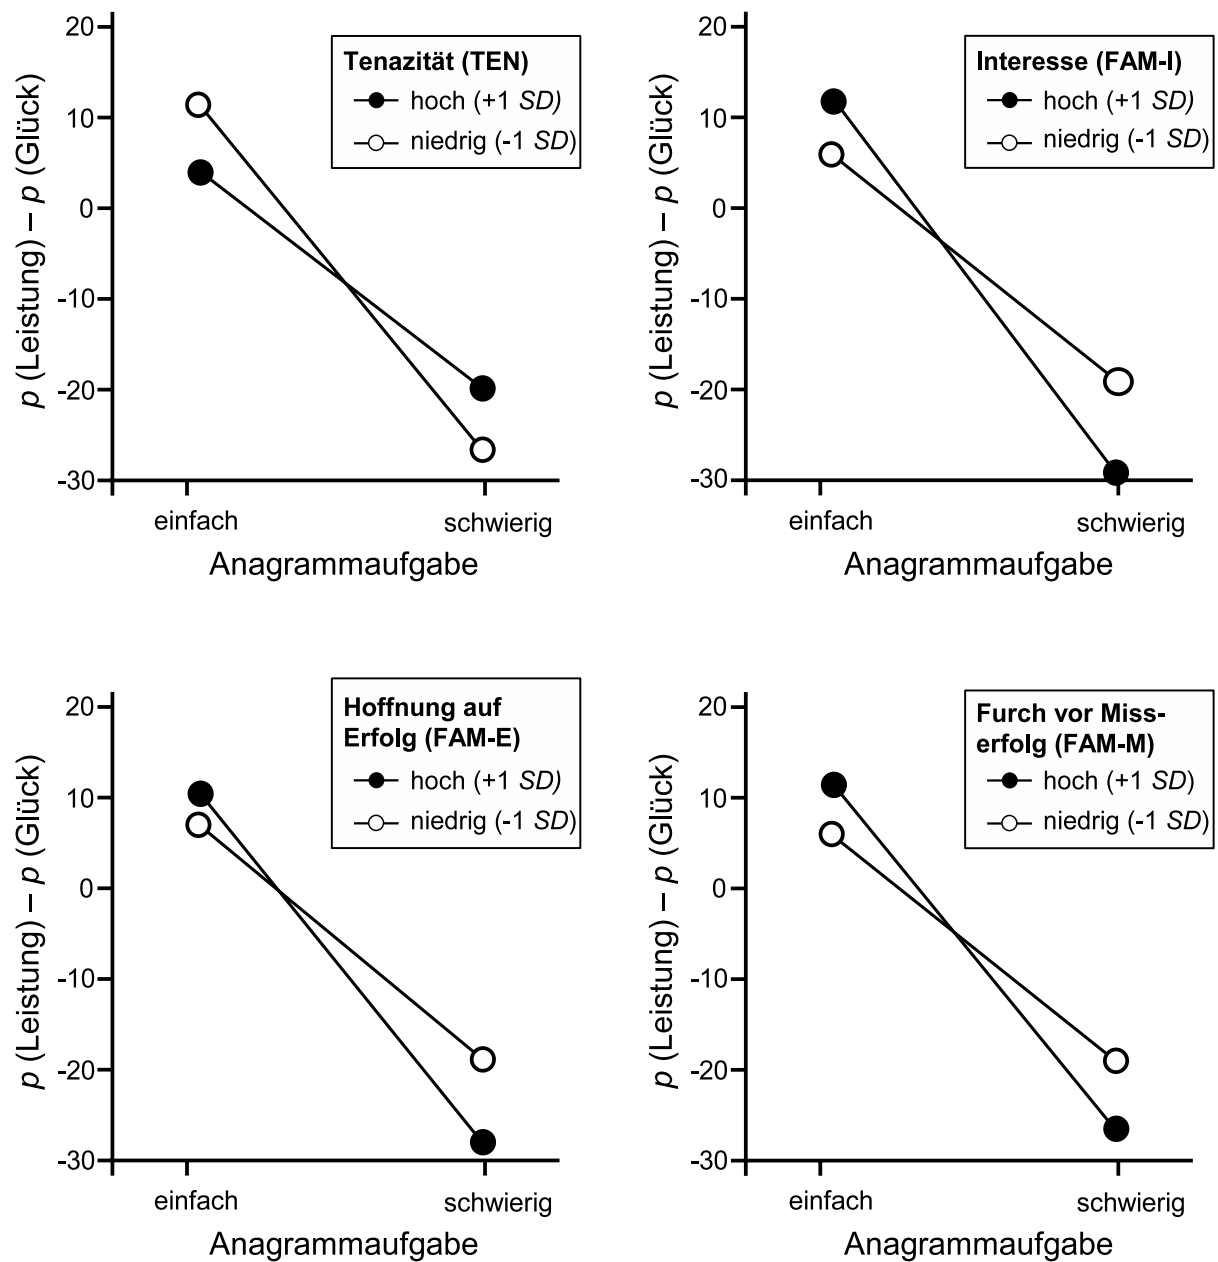 20
10
0
-10
-20
-30
p (Leistung) – p (Glück)
Tenazität (TEN)
hoch (+1 SD)
niedrig (-1 SD)
einfach
schwierig
Anagrammaufgabe
20
10
0
-10
-20
-30
p (Leistung) – p (Glück)
Interesse (FAM-I)
hoch (+1 SD)
niedrig (-1 SD)
einfach
schwierig
Anagrammaufgabe
20
10
0
-10
-20
-30
p (Leistung) – p (Glück)
Hoffnung auf
Erfolg (FAM-E)
hoch (+1 SD)
niedrig (-1 SD)
einfach
schwierig
Anagrammaufgabe
20
10
0
-10
-20
-30
p (Leistung) – p (Glück)
Furch vor Miss-
erfolg (FAM-M)
hoch (+1 SD)
niedrig (-1 SD)
einfach
schwierig
Anagrammaufgabe